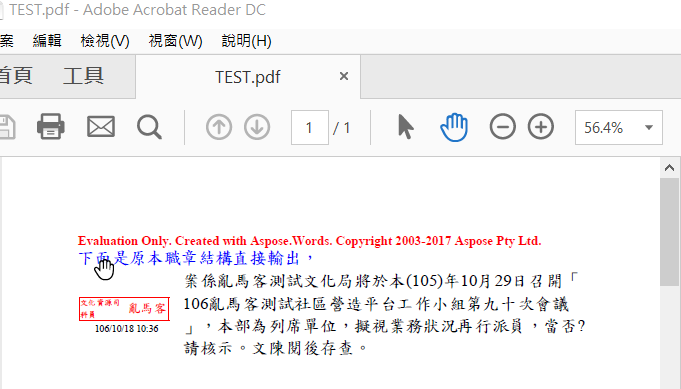 TEST.pdf - Adobe Acrobat Reader DC
案 編輯 檢視(V) 視窗(W) 說明(H)
首頁 工具 TEST.pdf ×
1 / 1 56.4%
Evaluation Only. Created with Aspose.Words. Copyright 2003-2017 Aspose Pty Ltd.
下面是原本職章結構直接輸出，
案係亂馬客測試文化局將於本(105)年10月29日召開「
106亂馬客測試社區營造平台工作小組第九十次會議
」，本部為列席單位，擬視業務狀況再行派員，當否?
請核示。文陳閱後存查。
文化資源司
科員
亂馬客
106/10/18 10:36